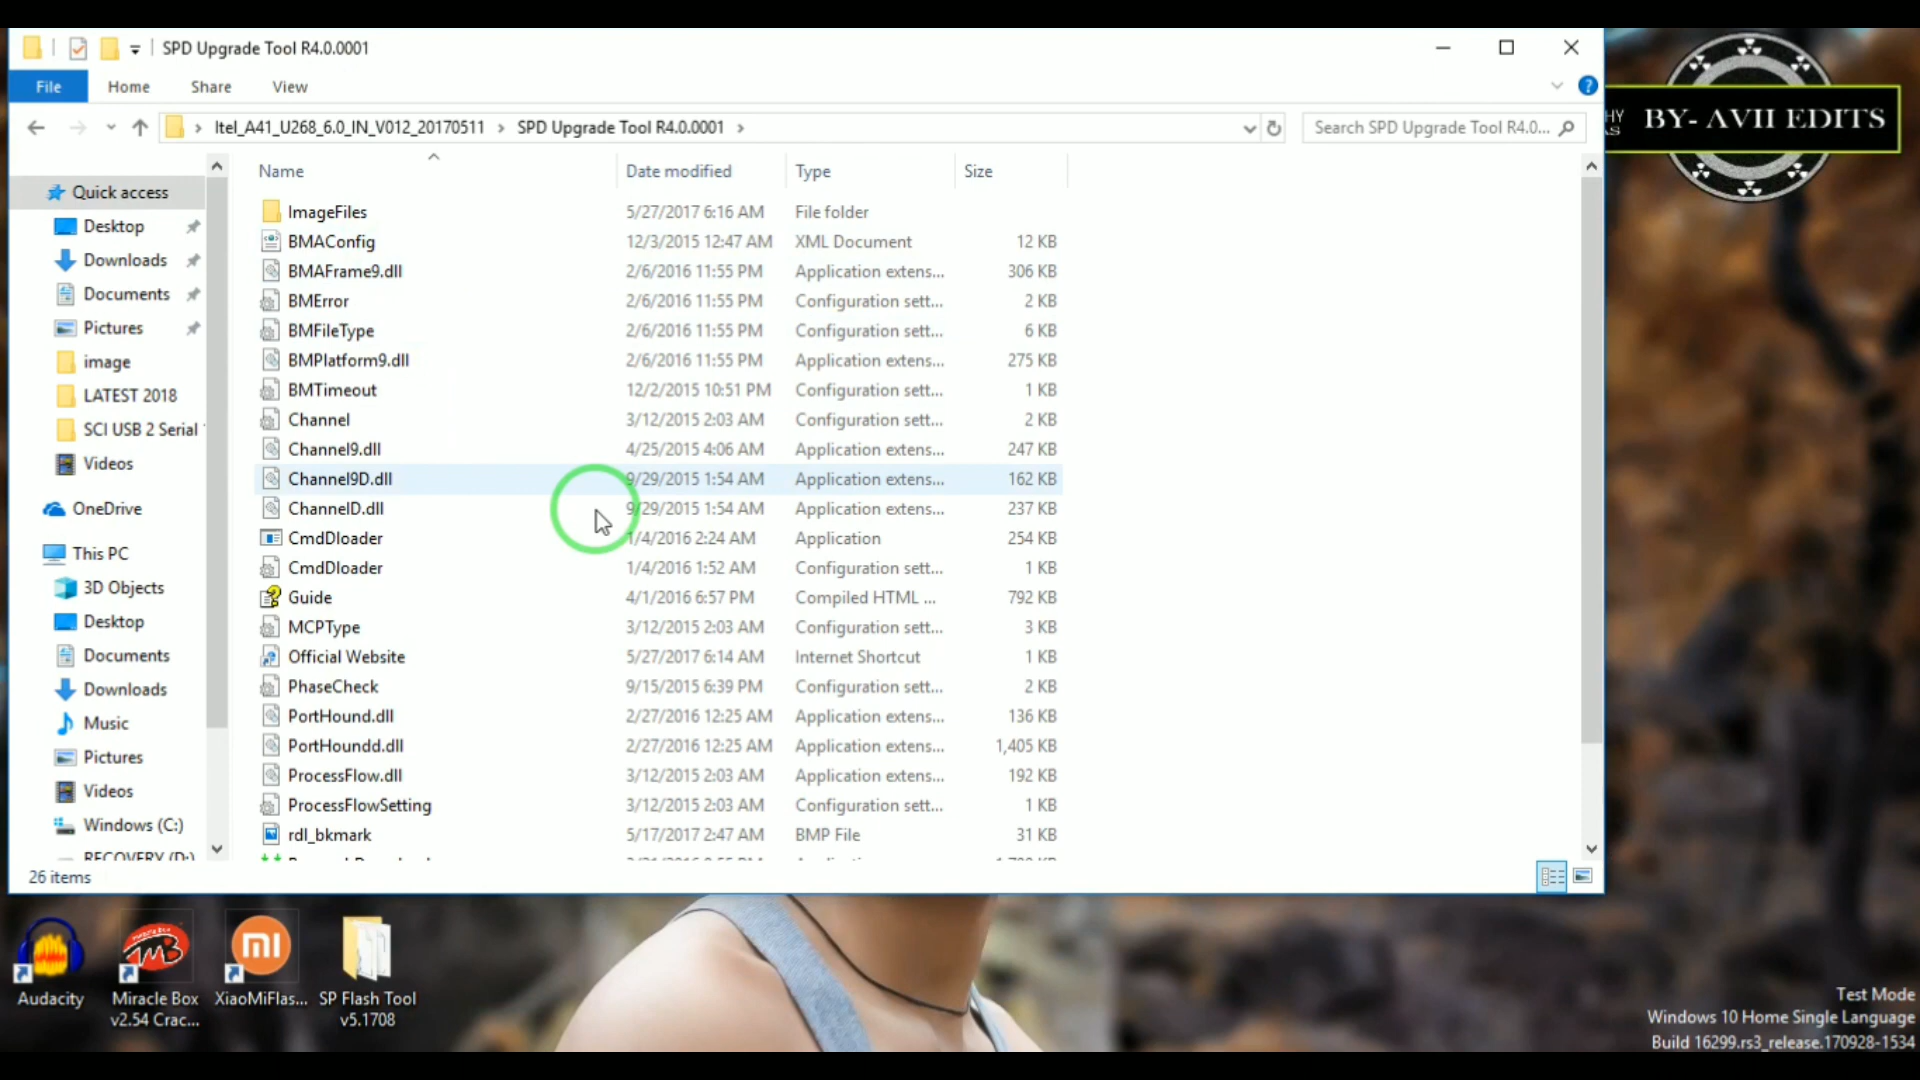 SPD Upgrade Tool R4.0.0001
File Home Share View
Itel_A41_U268_6.0_IN_V012_20170511 SPD Upgrade Tool R4.0.0001 Search SPD Upgrade Tool R4.0...
BY- AVII EDITS
Name Date modified Type Size
Quick access
Desktop
Downloads
Documents
Pictures
image
LATEST 2018
SCI USB 2 Serial
Videos
OneDrive
This PC
3D Objects
Desktop
Documents
Downloads
Music
Pictures
Videos
Windows (C:)
RECOVERY (D:)
ImageFiles 5/27/2017 6:16 AM File folder
BMAConfig 12/3/2015 12:47 AM XML Document 12 KB
BMAFrame9.dll 2/6/2016 11:55 PM Application extens... 306 KB
BMError 2/6/2016 11:55 PM Configuration sett... 2 KB
BMFileType 2/6/2016 11:55 PM Configuration sett... 6 KB
BMPlatform9.dll 2/6/2016 11:55 PM Application extens... 275 KB
BMTimeout 12/2/2015 10:51 PM Configuration sett... 1 KB
Channel 3/12/2015 2:03 AM Configuration sett... 2 KB
Channel9.dll 4/25/2015 4:06 AM Application extens... 247 KB
Channel9D.dll 9/29/2015 1:54 AM Application extens... 162 KB
ChannelD.dll 9/29/2015 1:54 AM Application extens... 237 KB
CmdDloader 1/4/2016 2:24 AM Application 254 KB
CmdDloader 1/4/2016 1:52 AM Configuration sett... 1 KB
Guide 4/1/2016 6:57 PM Compiled HTML ... 792 KB
MCPType 3/12/2015 2:03 AM Configuration sett... 3 KB
Official Website 5/27/2017 6:14 AM Internet Shortcut 1 KB
PhaseCheck 9/15/2015 6:39 PM Configuration sett... 2 KB
PortHound.dll 2/27/2016 12:25 AM Application extens... 136 KB
PortHoundd.dll 2/27/2016 12:25 AM Application extens... 1,405 KB
ProcessFlow.dll 3/12/2015 2:03 AM Application extens... 192 KB
ProcessFlowSetting 3/12/2015 2:03 AM Configuration sett... 1 KB
rdl_bkmark 5/17/2017 2:47 AM BMP File 31 KB
26 items
Audacity
Miracle Box
v2.54 Crac...
XiaoMiFlas...
SP Flash Tool
v5.1708
Test Mode
Windows 10 Home Single Language
Build 16299.rs3_release.170928-1534